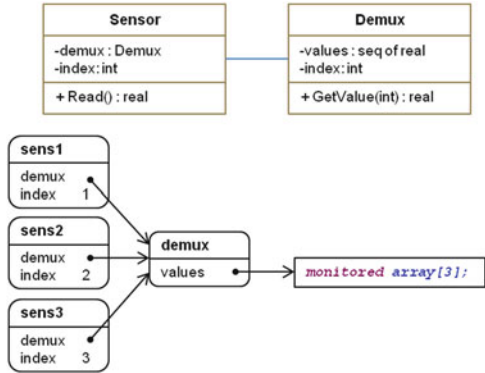 Sensor
-demux : Demux
-index: int
+ Read() : real
Demux
-values : seq of real
-index: int
+ GetValue(int) : real
sens1
demux
index 1
sens2
demux
index 2
sens3
demux
index 3
demux
values
monitored array[3];